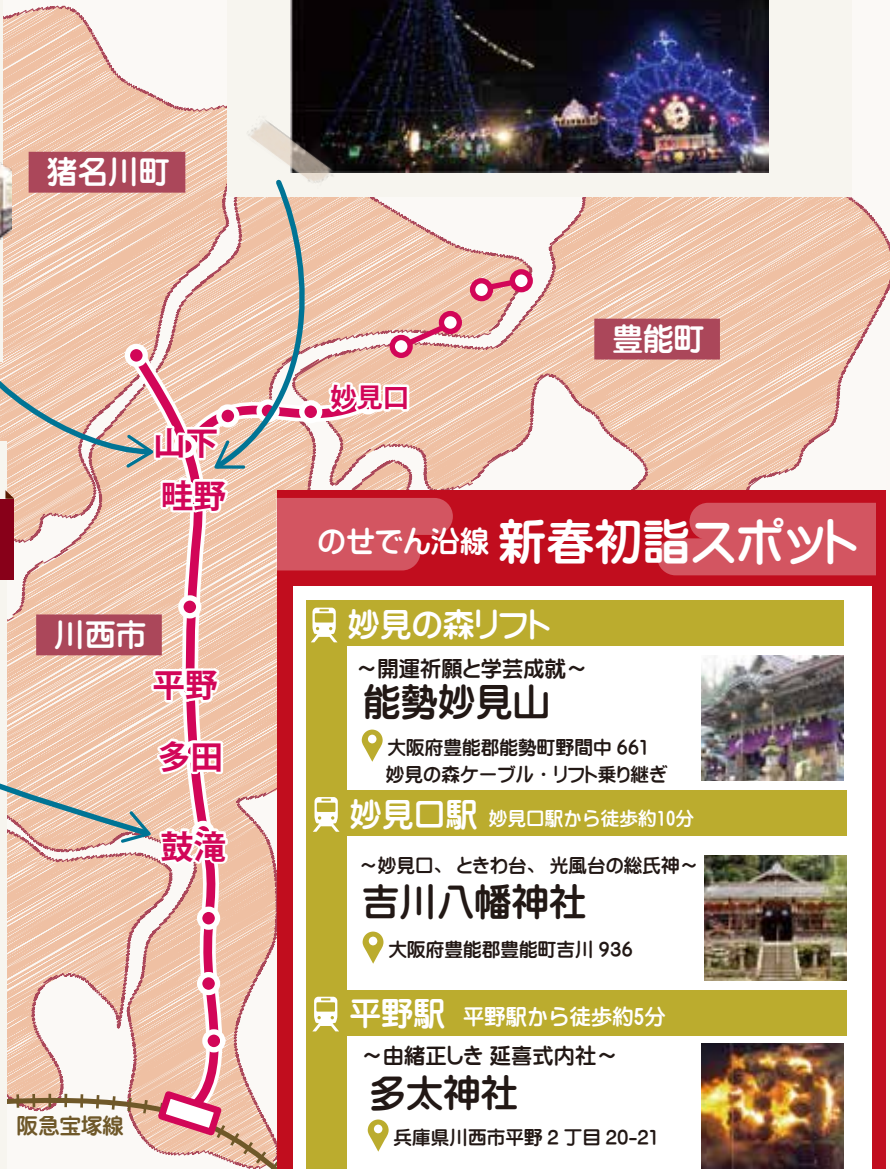 猪名川町
豊能町
妙見口
山下
畦野
川西市
平野
多田
鼓滝
阪急宝塚線
のせでん沿線 新春初詣スポット
妙見の森リフト
～開運祈願と学芸成就～
能勢妙見山
大阪府豊能郡能勢町野間中 661
妙見の森ケーブル・リフト乗り継ぎ
妙見口駅 妙見口駅から徒歩約10分
～妙見口、ときわ台、光風台の総氏神～
吉川八幡神社
大阪府豊能郡豊能町吉川 936
平野駅 平野駅から徒歩約5分
～由緒正しき 延喜式内社～
多太神社
兵庫県川西市平野 2 丁目 20-21